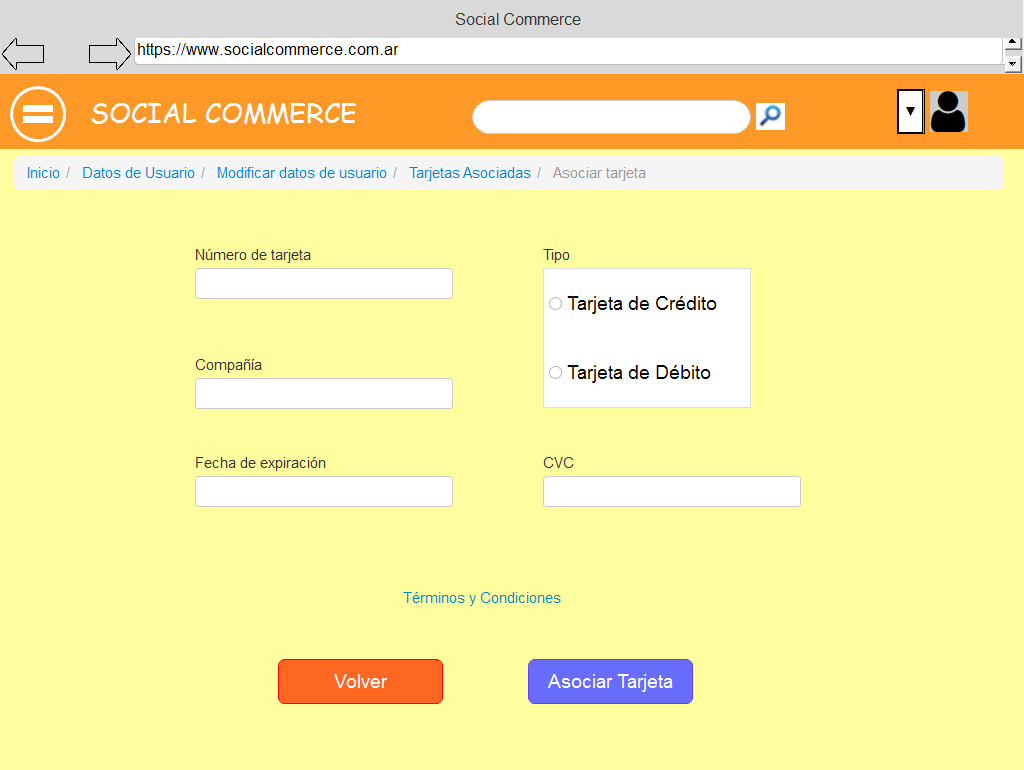 Social Commerce
https://www.socialcommerce.com.ar
SOCIAL COMMERCE
Inicio / Datos de Usuario / Modificar datos de usuario / Tarjetas Asociadas / Asociar tarjeta
Número de tarjeta
Tipo
Tarjeta de Crédito
Compañía
Tarjeta de Débito
Fecha de expiración
CVC
Términos y Condiciones
Volver
Asociar Tarjeta